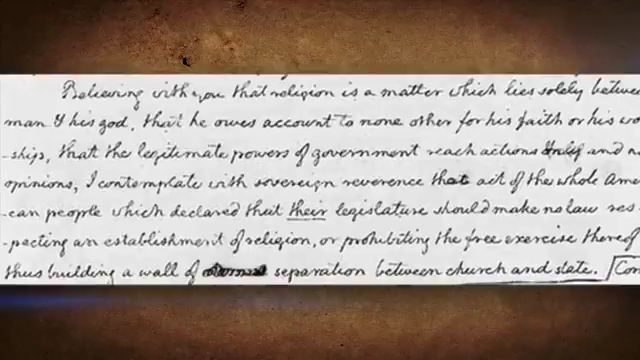 Believing with you that religion is a matter which lies solely betwee
man & his god, that he owes account to none other for his faith or his wo
-ship, that the legitimate powers of government reach actions only and n
opinions, I contemplate with sovereign reverence that act of the whole Ame
-can people which declared that their legislature should make no law res-
-pecting an establishment of religion, or prohibiting the free exercise thereof
thus building a wall of separation between church and state. [Con